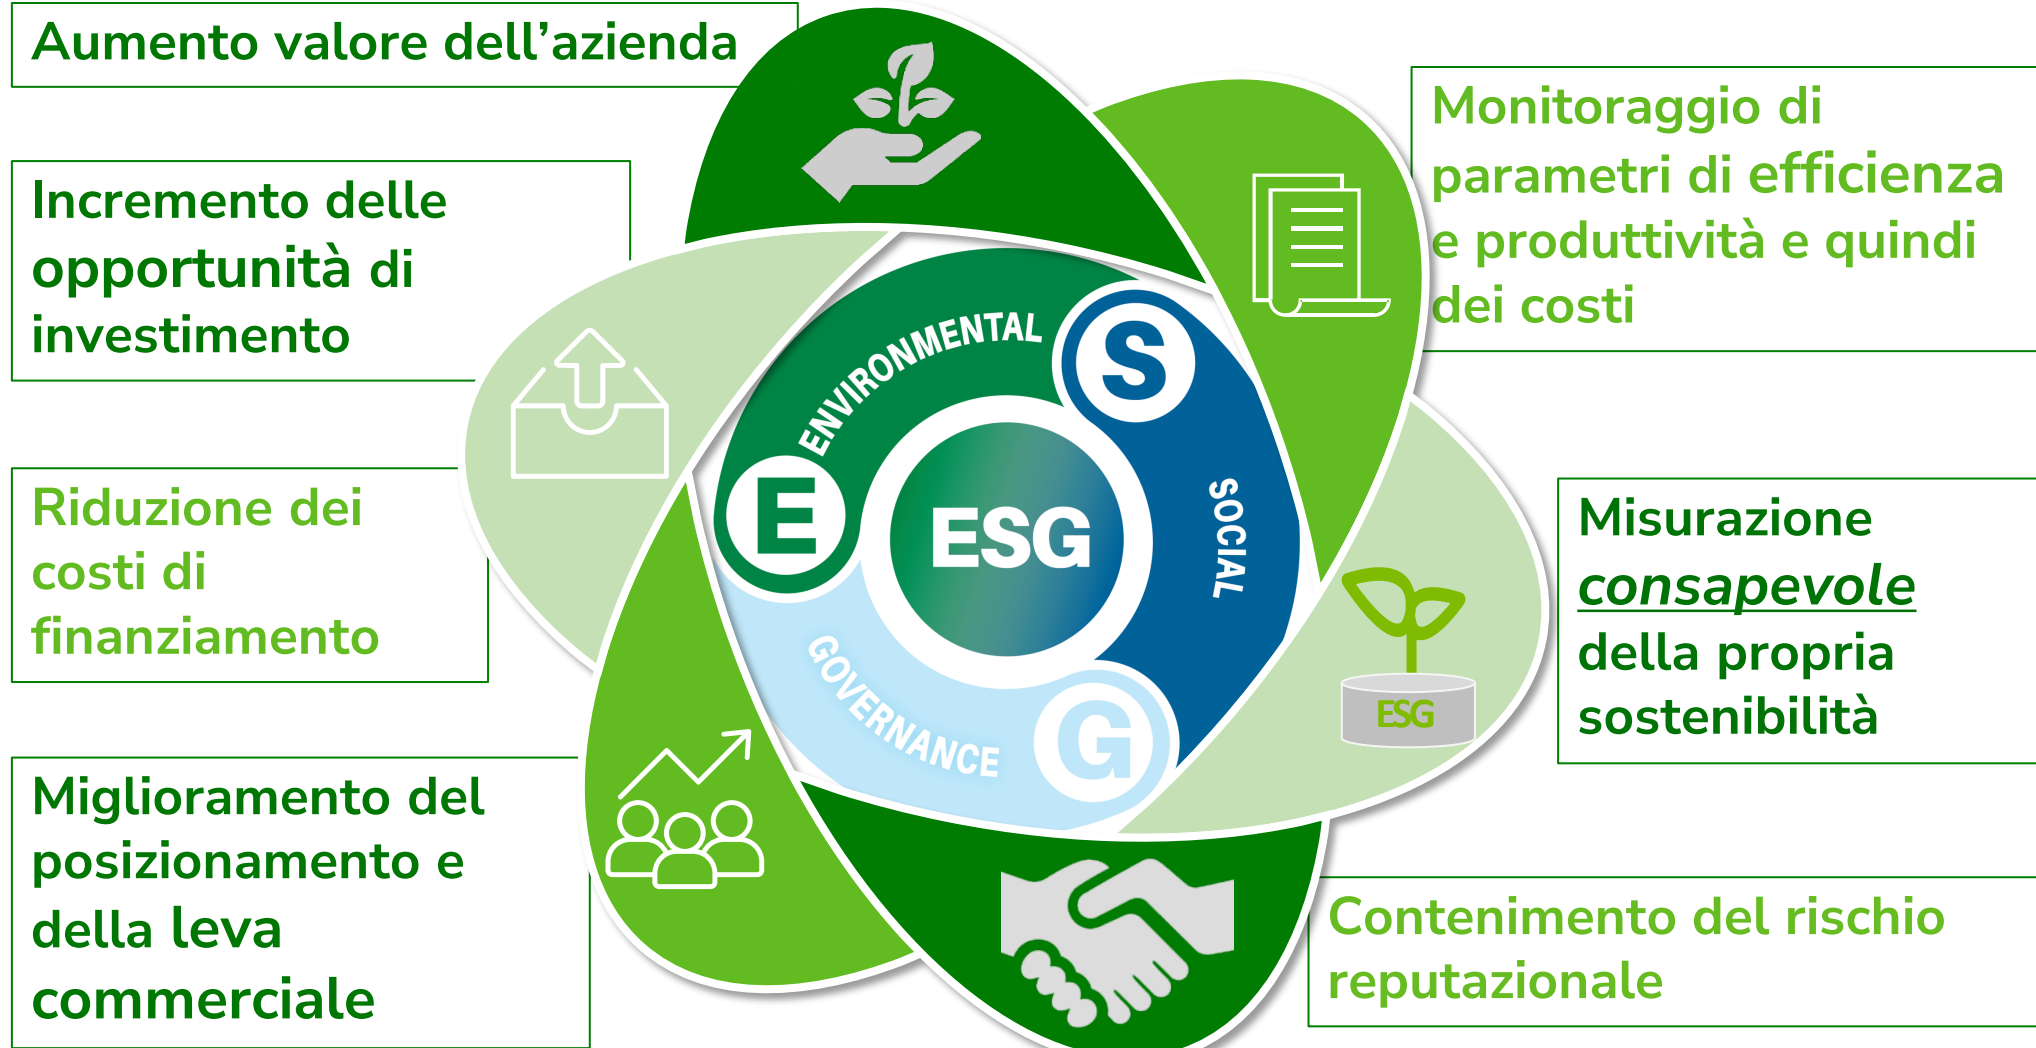 Aumento valore dell’azienda
Incremento delle
opportunità di
investimento
Riduzione dei
costi di
finanziamento
Miglioramento del
posizionamento e
della leva
commerciale
ENVIRONMENTAL
S
E
ESG
SOCIAL
GOVERNANCE
G
Monitoraggio di
parametri di efficienza
e produttività e quindi
dei costi
ESG
Misurazione
consapevole
della propria
sostenibilità
Contenimento del rischio
reputazionale